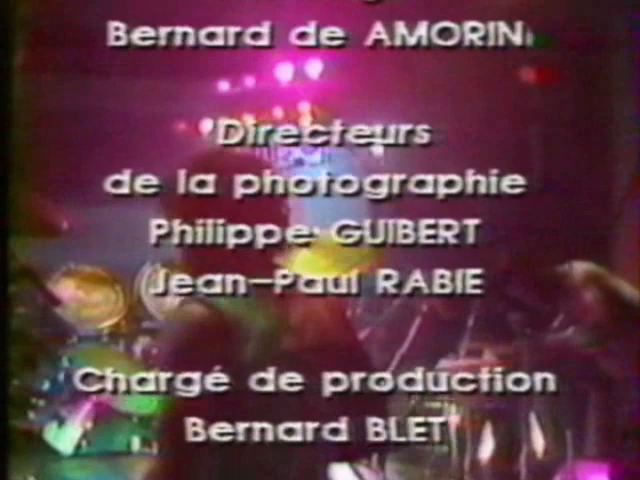 Bernard de AMORIN
Directeurs
de la photographie
Philippe GUIBERT
Jean-Paul RABIE
Chargé de production
Bernard BLET